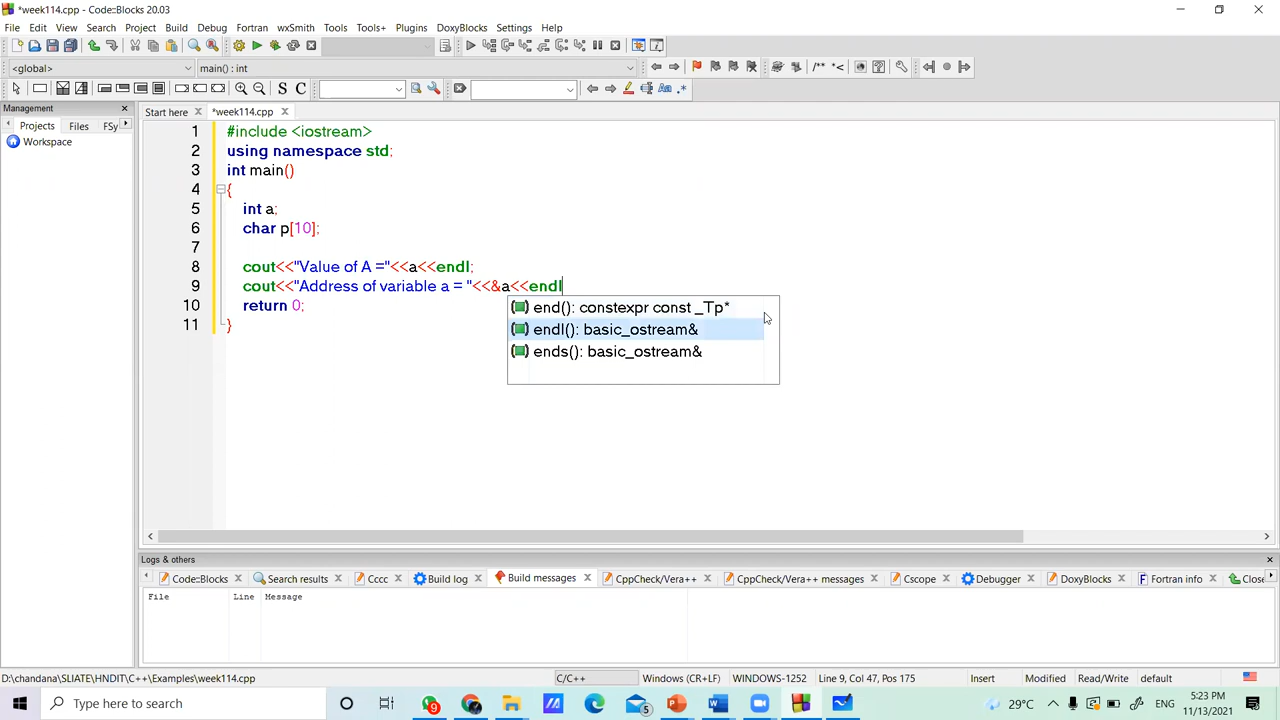 *week114.cpp - Code::Blocks 20.03
File Edit View Search Project Build Debug Fortran wxSmith Tools Tools+ Plugins DoxyBlocks Settings Help
<global> main() : int
/** *<
S C Aa .*
Management
Projects Files FSy
Workspace
Start here *week114.cpp
1 #include <iostream>
2 using namespace std;
3 int main()
4 {
5 int a;
6 char p[10];
7
8 cout<<"Value of A ="<<a<<endl;
9 cout<<"Address of variable a = "<<&a<<endl
10 return 0;
11 }
end(): constexpr const _Tp*
endl(): basic_ostream&
ends(): basic_ostream&
Logs & others
Code::Blocks Search results Cccc Build log Build messages CppCheck/Vera++ CppCheck/Vera++ messages Cscope Debugger DoxyBlocks Fortran info Close
File Line Message
D:\chandana\SLIATE\HNDIT\C++\Examples\week114.cpp C/C++ Windows (CR+LF) WINDOWS-1252 Line 9, Col 47, Pos 175 Insert Modified Read/Write default
Type here to search 9 5 29°C ENG 5:23 PM
11/13/2021